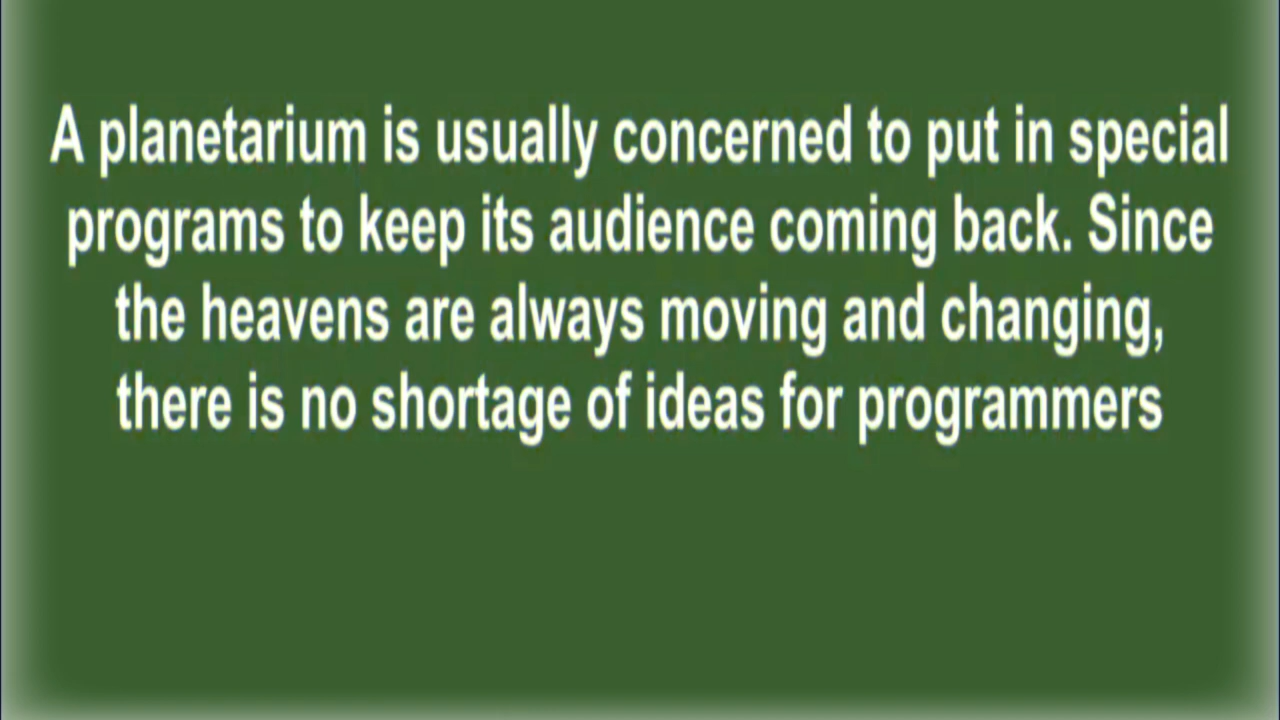 A planetarium is usually concerned to put in special
programs to keep its audience coming back. Since
the heavens are always moving and changing,
there is no shortage of ideas for programmers